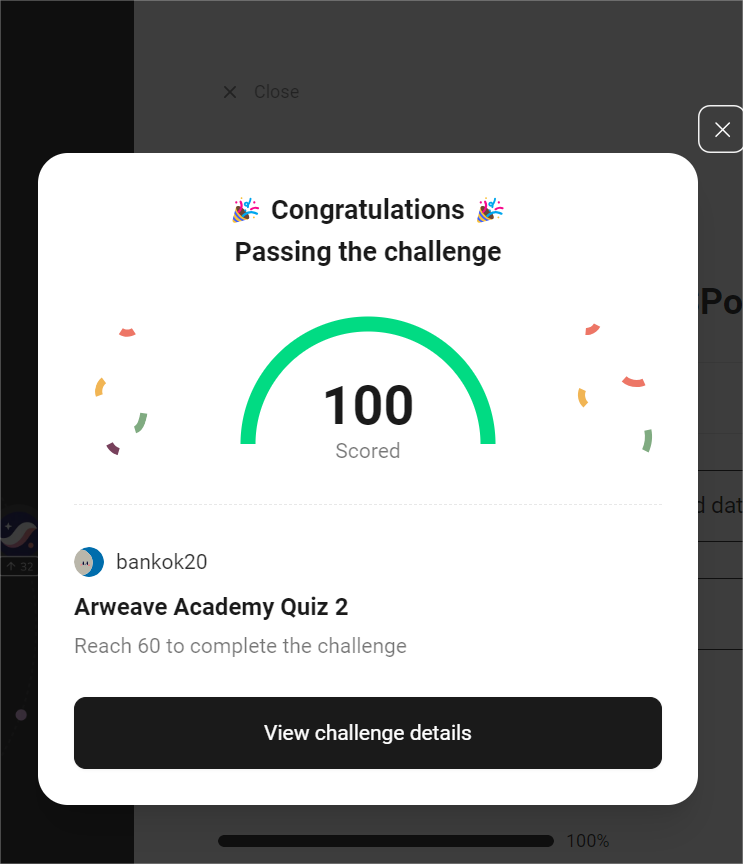 Close
🎉 Congratulations 🎉
Passing the challenge
Po
100
Scored
d dat
32
bankok20
Arweave Academy Quiz 2
Reach 60 to complete the challenge
View challenge details
100%